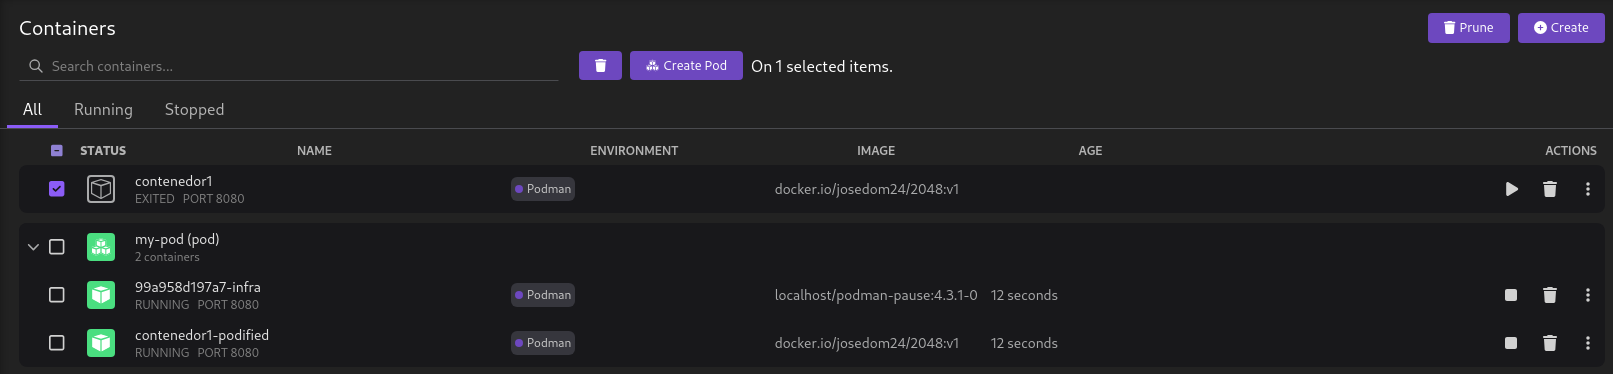 Containers
Prune
Create
Search containers...
Create Pod
On 1 selected items.
All Running Stopped
STATUS NAME ENVIRONMENT IMAGE AGE ACTIONS
contenedor1
EXITED PORT 8080
Podman
docker.io/josedom24/2048:v1
my-pod (pod)
2 containers
99a958d197a7-infra
RUNNING PORT 8080
Podman
localhost/podman-pause:4.3.1-0
12 seconds
contenedor1-podified
RUNNING PORT 8080
Podman
docker.io/josedom24/2048:v1
12 seconds